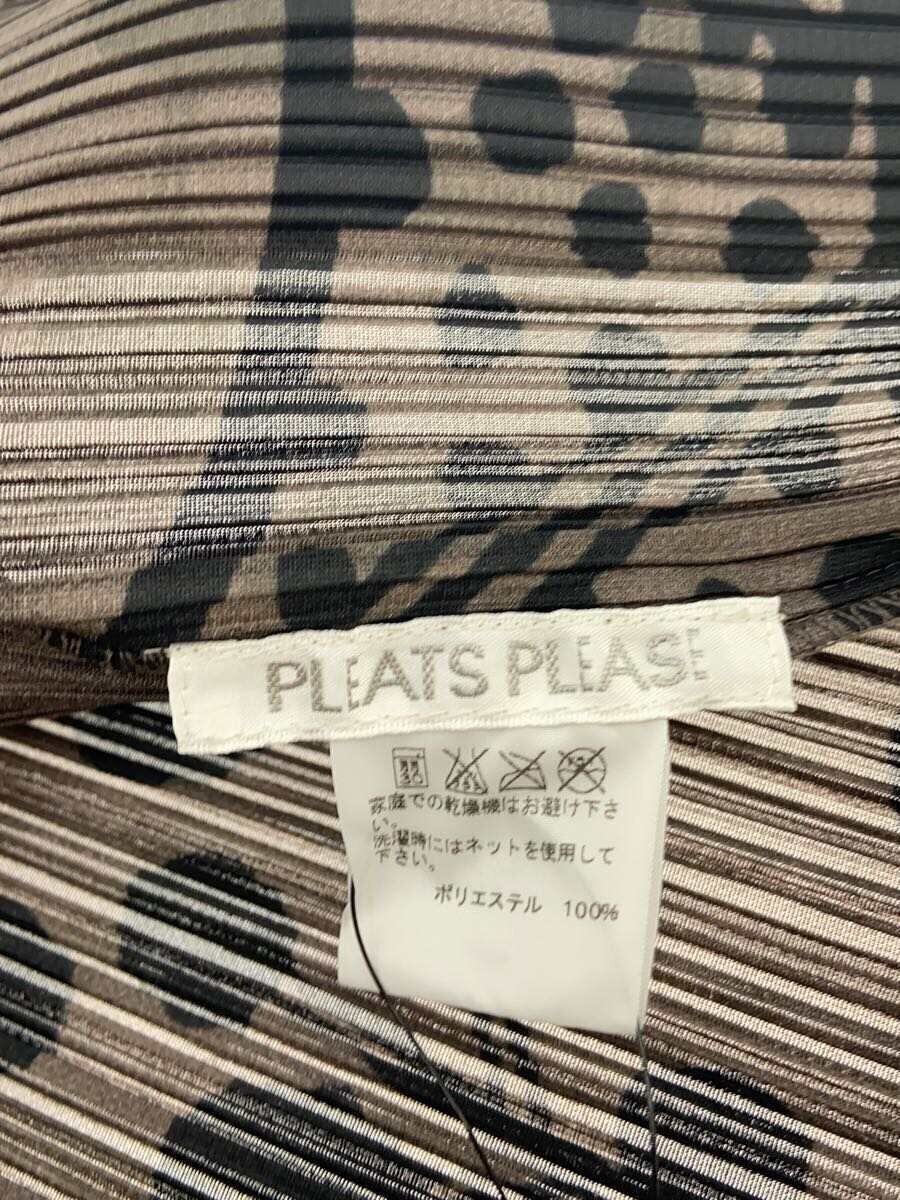 PLEATS PLEASE
家庭での乾燥機はお避け下さ
い。
洗濯時にはネットを使用して
下さい。
ポリエステル 100%